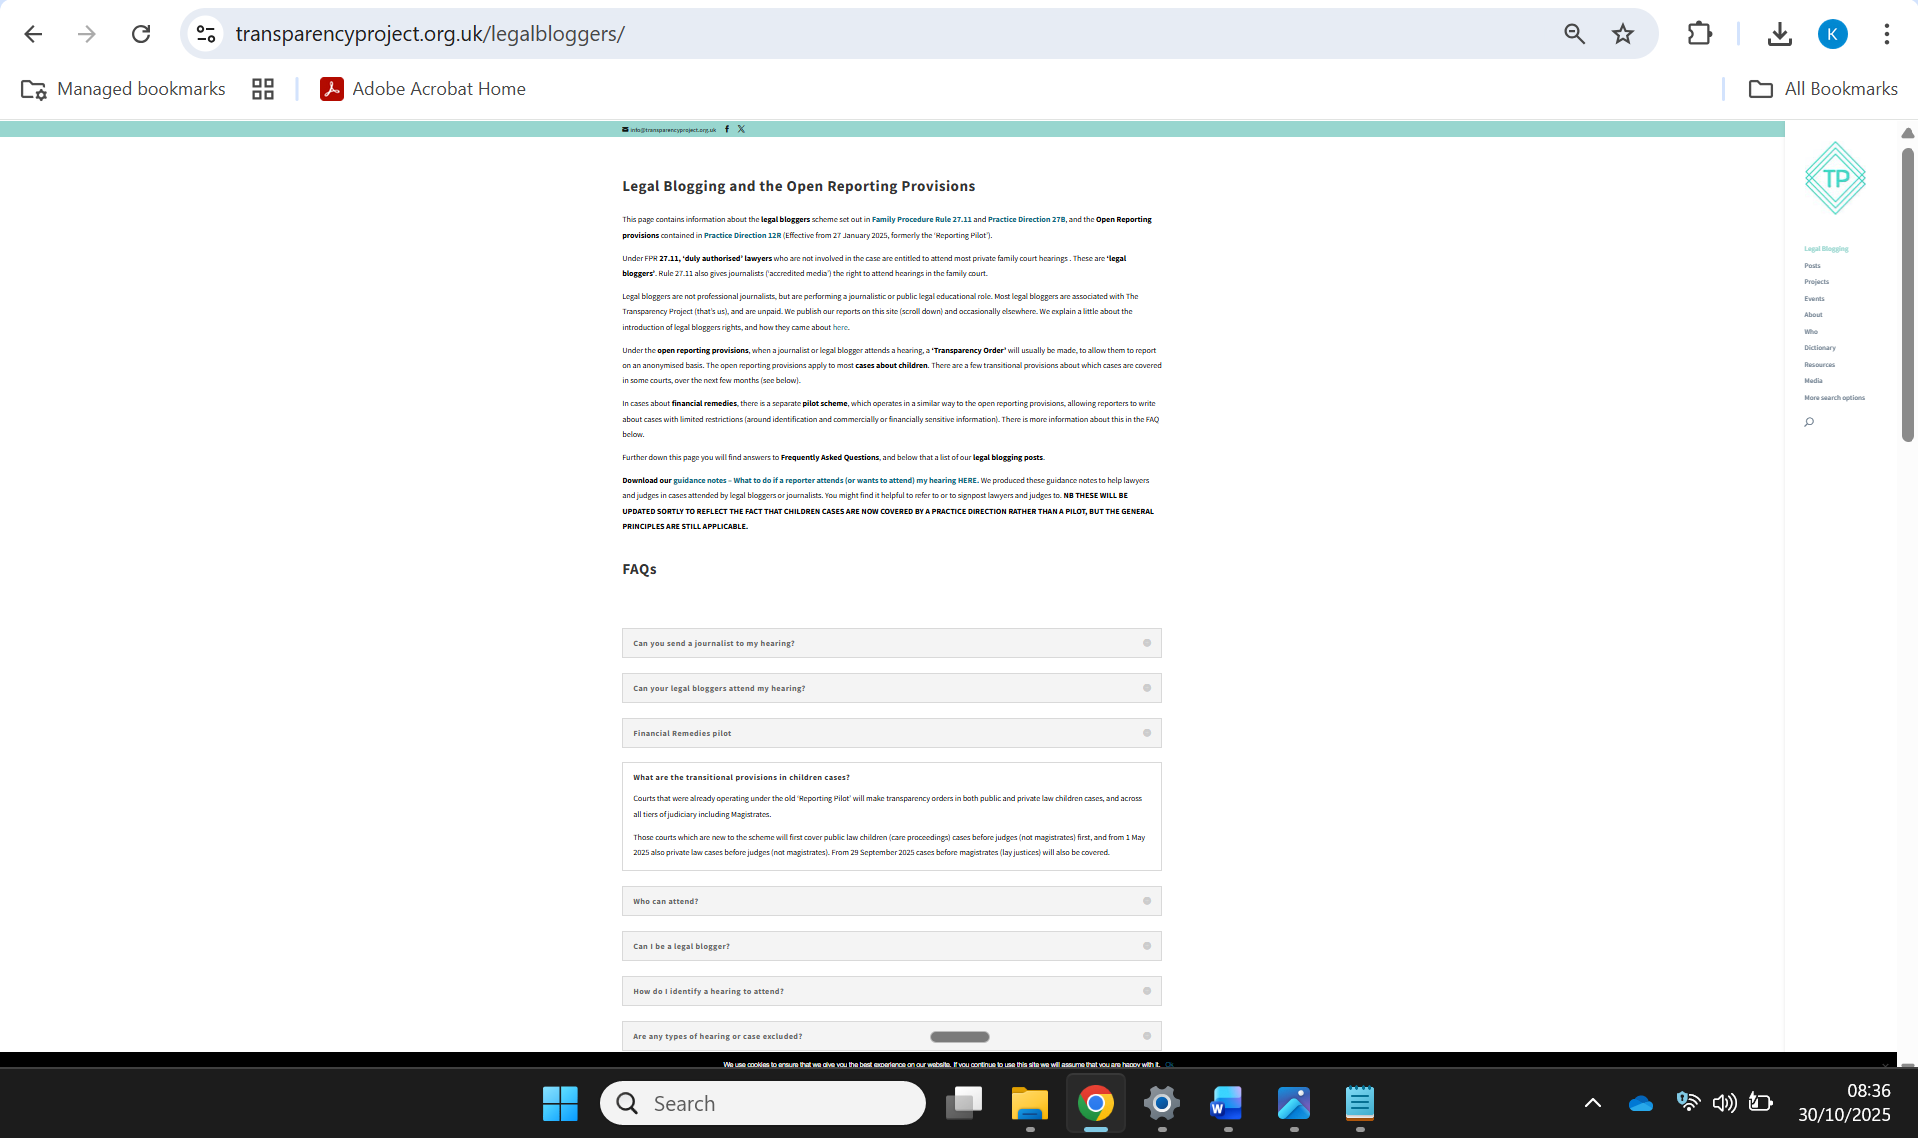 transparencyproject.org.uk/legalbloggers/
K
Managed bookmarks
Adobe Acrobat Home
All Bookmarks
info@transparencyproject.org.uk
TP
Legal Blogging and the Open Reporting Provisions
This page contains information about the legal bloggers scheme set out in Family Procedure Rule 27.11 and Practice Direction 27B, and the Open Reporting
provisions contained in Practice Direction 12R (Effective from 27 January 2025, formerly the ‘Reporting Pilot’).
Under FPR 27.11, ‘duly authorised’ lawyers who are not involved in the case are entitled to attend most private family court hearings . These are ‘legal
bloggers’. Rule 27.11 also gives journalists (‘accredited media’) the right to attend hearings in the family court.
Legal bloggers are not professional journalists, but are performing a journalistic or public legal educational role. Most legal bloggers are associated with The
Transparency Project (that’s us), and are unpaid. We publish our reports on this site (scroll down) and occasionally elsewhere. We explain a little about the
introduction of legal bloggers rights, and how they came about here.
Under the open reporting provisions, when a journalist or legal blogger attends a hearing, a ‘Transparency Order’ will usually be made, to allow them to report
on an anonymised basis. The open reporting provisions apply to most cases about children. There are a few transitional provisions about which cases are covered
in some courts, over the next few months (see below).
In cases about financial remedies, there is a separate pilot scheme, which operates in a similar way to the open reporting provisions, allowing reporters to write
about cases with limited restrictions (around identification and commercially or financially sensitive information). There is more information about this in the FAQ
below.
Further down this page you will find answers to Frequently Asked Questions, and below that a list of our legal blogging posts.
Download our guidance notes – What to do if a reporter attends (or wants to attend) my hearing HERE. We produced these guidance notes to help lawyers
and judges in cases attended by legal bloggers or journalists. You might find it helpful to refer to or to signpost lawyers and judges to. NB THESE WILL BE
UPDATED SORTLY TO REFLECT THE FACT THAT CHILDREN CASES ARE NOW COVERED BY A PRACTICE DIRECTION RATHER THAN A PILOT, BUT THE GENERAL
PRINCIPLES ARE STILL APPLICABLE.
FAQs
Can you send a journalist to my hearing?
Can your legal bloggers attend my hearing?
Financial Remedies pilot
What are the transitional provisions in children cases?
Courts that were already operating under the old ‘Reporting Pilot’ will make transparency orders in both public and private law children cases, and across
all tiers of judiciary including Magistrates.
Those courts which are new to the scheme will first cover public law children (care proceedings) cases before judges (not magistrates) first, and from 1 May
2025 also private law cases before judges (not magistrates). From 29 September 2025 cases before magistrates (lay justices) will also be covered.
Who can attend?
Can I be a legal blogger?
How do I identify a hearing to attend?
Are any types of hearing or case excluded?
Legal Blogging
Posts
Projects
Events
About
Who
Dictionary
Resources
Media
More search options
We use cookies to ensure that we give you the best experience on our website. If you continue to use this site we will assume that you are happy with it.
Search
W
08:36
30/10/2025